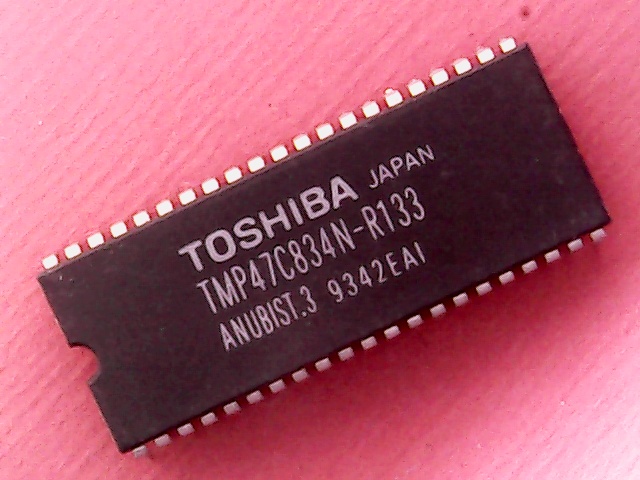 TOSHIBA JAPAN
TMP47C834N-R133
ANUBIST.3 9342EAI